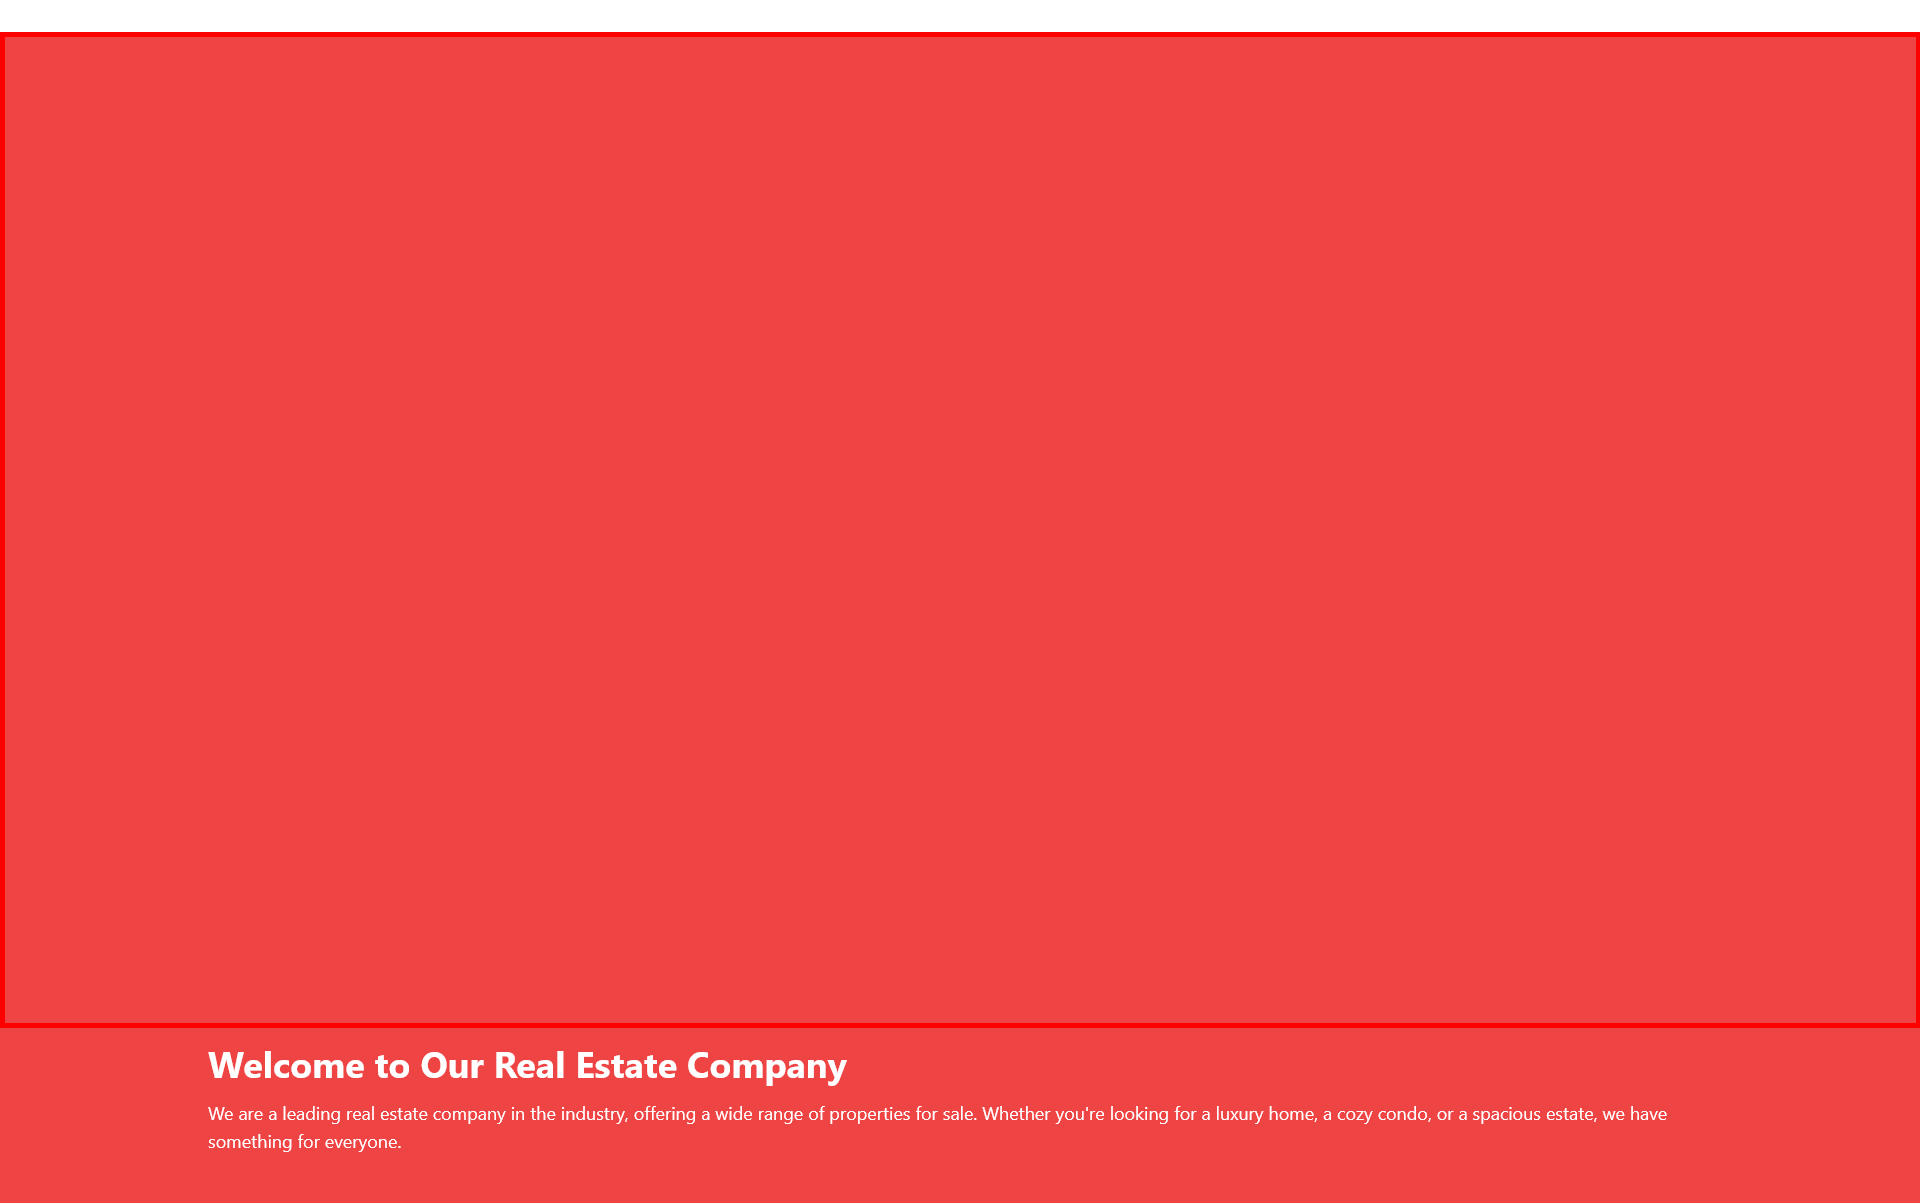 Welcome to Our Real Estate Company
We are a leading real estate company in the industry, offering a wide range of properties for sale. Whether you're looking for a luxury home, a cozy condo, or a spacious estate, we have
something for everyone.